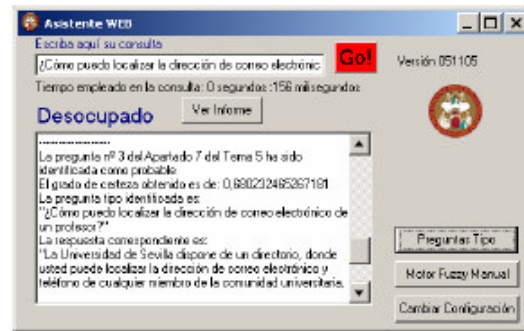 Asistente WEB
Escriba aquí su consulta
¿Cómo puedo localizar la dirección de correo electrónic
Go!
Versión 051105
Tiempo empleado en la consulta: 0 segundos :156 milisegundos
Desocupado
Ver Informe
--------------------
La pregunta nº 3 del Apartado 7 del Tema 5 ha sido
identificada como probable
El grado de certeza obtenido es de: 0,680232465267181
La pregunta tipo identificada es:
"¿Cómo puedo localizar la dirección de correo electrónico de
un profesor?"
La respuesta correspondiente es:
"La Universidad de Sevilla dispone de un directorio, donde
usted puede localizar la dirección de correo electrónico y
teléfono de cualquier miembro de la comunidad universitaria.
Preguntas Tipo
Motor Fuzzy Manual
Cambiar Configuración